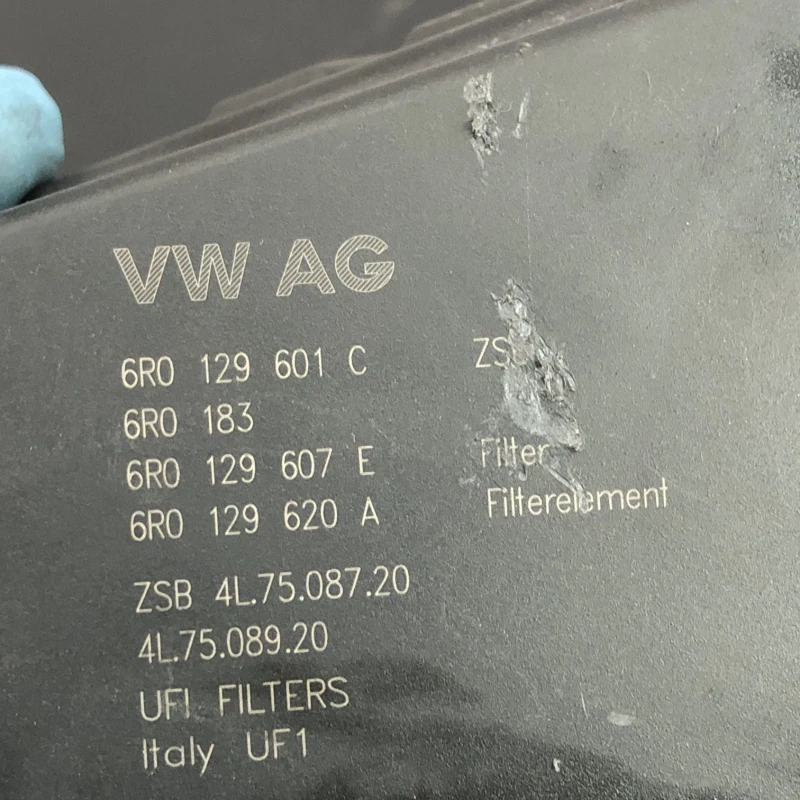 VW AG
6R0 129 601 C ZS
6R0 183
6R0 129 607 E Filter
6R0 129 620 A Filterelement
ZSB 4L.75.087.20
4L.75.089.20
UFI FILTERS
Italy UF1